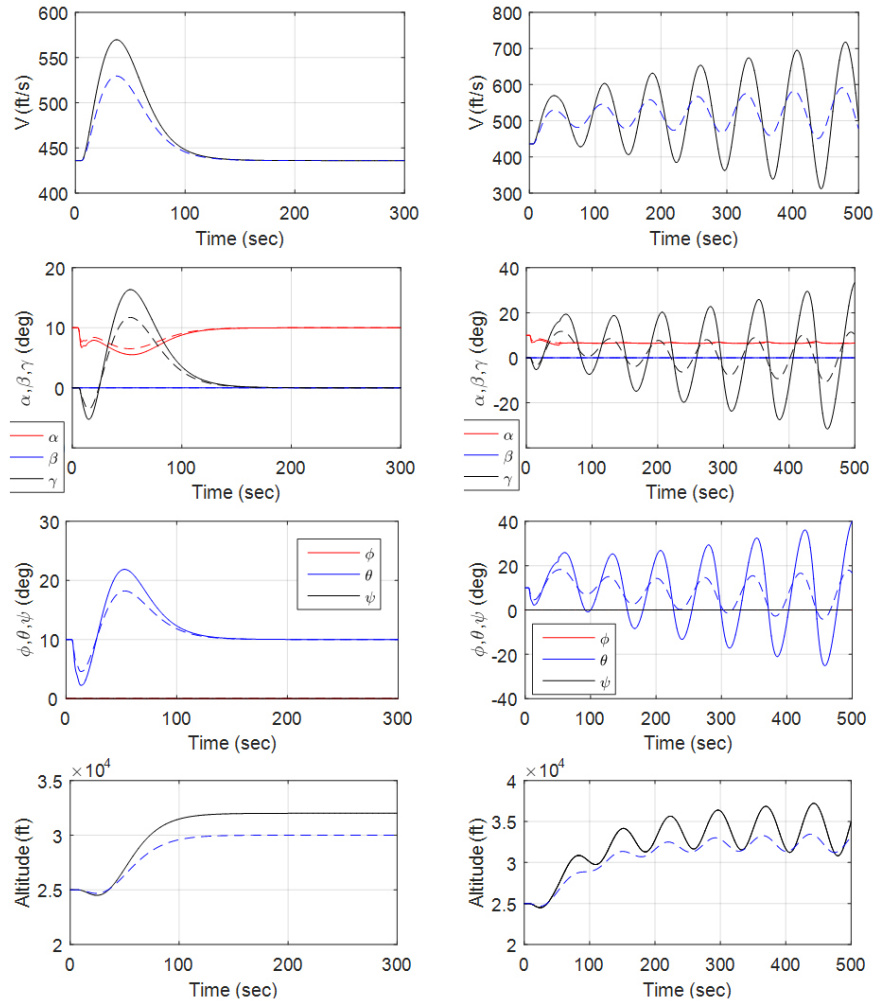 600
550
500
450
400
V (ft/s)
0 100 200 300
Time (sec)
800
700
600
500
400
300
V (ft/s)
0 100 200 300 400 500
Time (sec)
20
10
0
α,β,γ (deg)
α
β
γ
0 100 200 300
Time (sec)
40
20
0
-20
α,β,γ (deg)
α
β
γ
0 100 200 300 400 500
Time (sec)
30
20
10
0
ϕ,θ,ψ (deg)
ϕ
θ
ψ
0 100 200 300
Time (sec)
40
20
0
-20
-40
ϕ,θ,ψ (deg)
ϕ
θ
ψ
0 100 200 300 400 500
Time (sec)
× 10⁴
3.5
3
2.5
2
Altitude (ft)
0 100 200 300
Time (sec)
× 10⁴
4
3.5
3
2.5
2
Altitude (ft)
0 100 200 300 400 500
Time (sec)